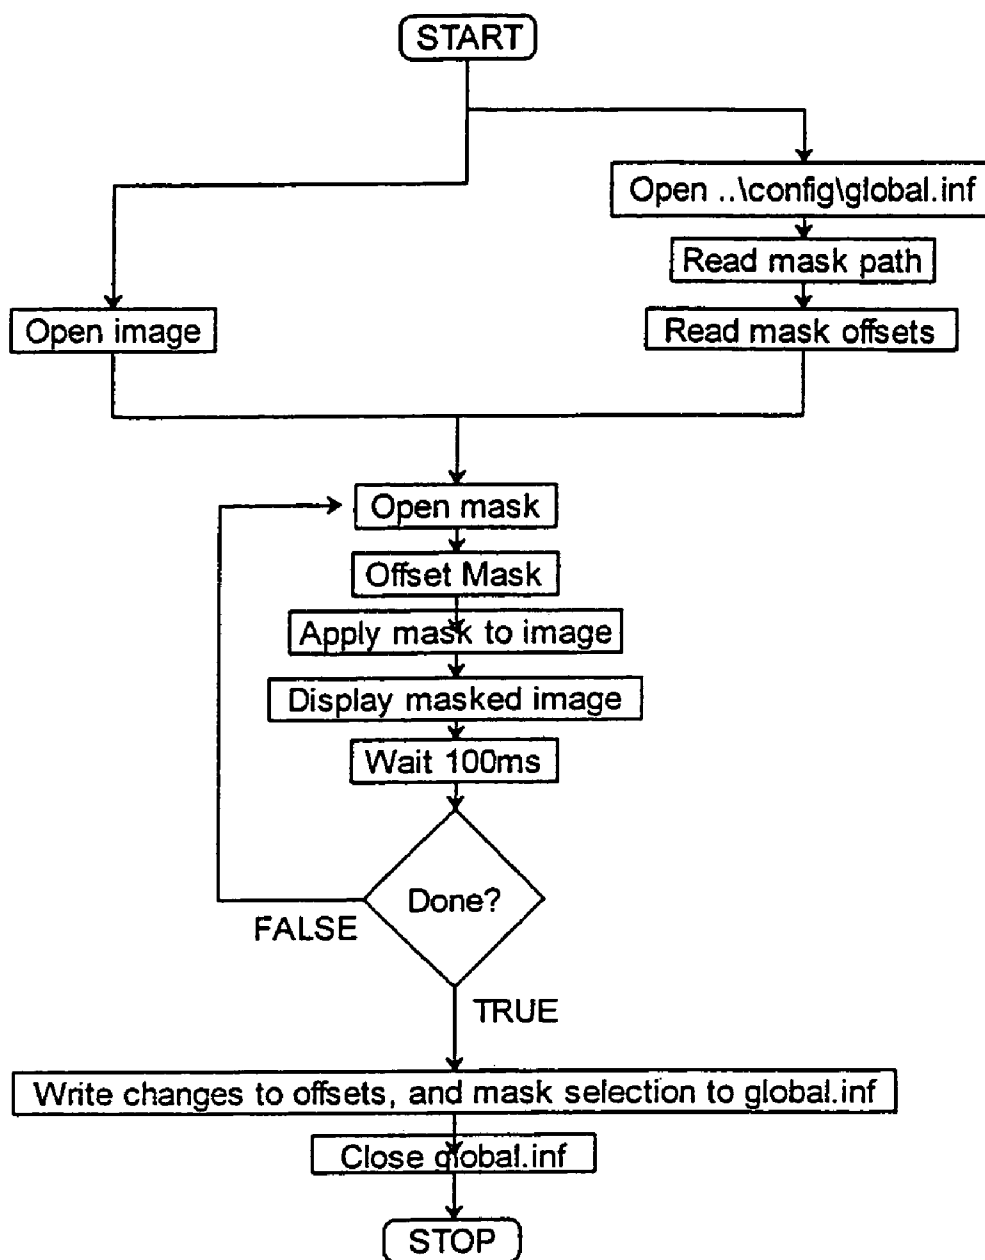 START
Open ..\config\global.inf
Read mask path
Open image
Read mask offsets
Open mask
Offset Mask
Apply mask to image
Display masked image
Wait 100ms
Done?
FALSE
TRUE
Write changes to offsets, and mask selection to global.inf
Close global.inf
STOP